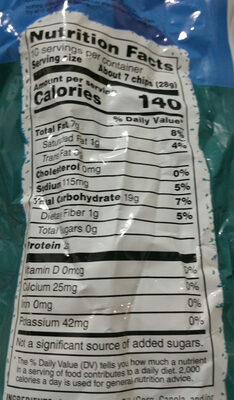 Nutrition Facts
10 servings per container
Serving size About 7 chips (28g)
Amount per serving
Calories 140
% Daily Value*
Total Fat 7g 8%
Saturated Fat 1g 4%
Trans Fat
Cholesterol 0mg 0%
Sodium 115mg 5%
Total Carbohydrate 19g 7%
Dietary Fiber 1g 5%
Total Sugars 0g
Protein
Vitamin D 0mcg 0%
Calcium 25mg 0%
Iron 0mg 0%
Potassium 42mg 0%
Not a significant source of added sugars.
* The % Daily Value (DV) tells you how much a nutrient
in a serving of food contributes to a daily diet. 2,000
calories a day is used for general nutrition advice.
Corn, Canola, and/or